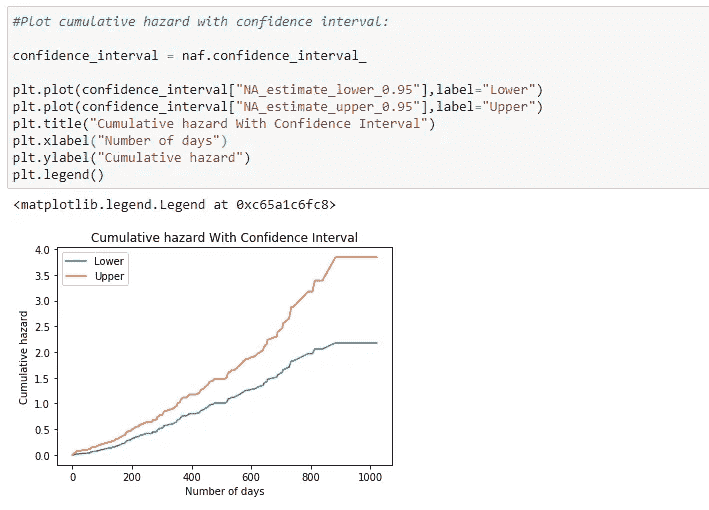 #Plot cumulative hazard with confidence interval:
confidence_interval = naf.confidence_interval_
plt.plot(confidence_interval["NA_estimate_lower_0.95"],label="Lower")
plt.plot(confidence_interval["NA_estimate_upper_0.95"],label="Upper")
plt.title("Cumulative hazard With Confidence Interval")
plt.xlabel("Number of days")
plt.ylabel("Cumulative hazard")
plt.legend()
<matplotlib.legend.Legend at 0xc65a1c6fc8>
Cumulative hazard With Confidence Interval
Lower
Upper
Cumulative hazard
4.0
3.5
3.0
2.5
2.0
1.5
1.0
0.5
0.0
0 200 400 600 800 1000
Number of days